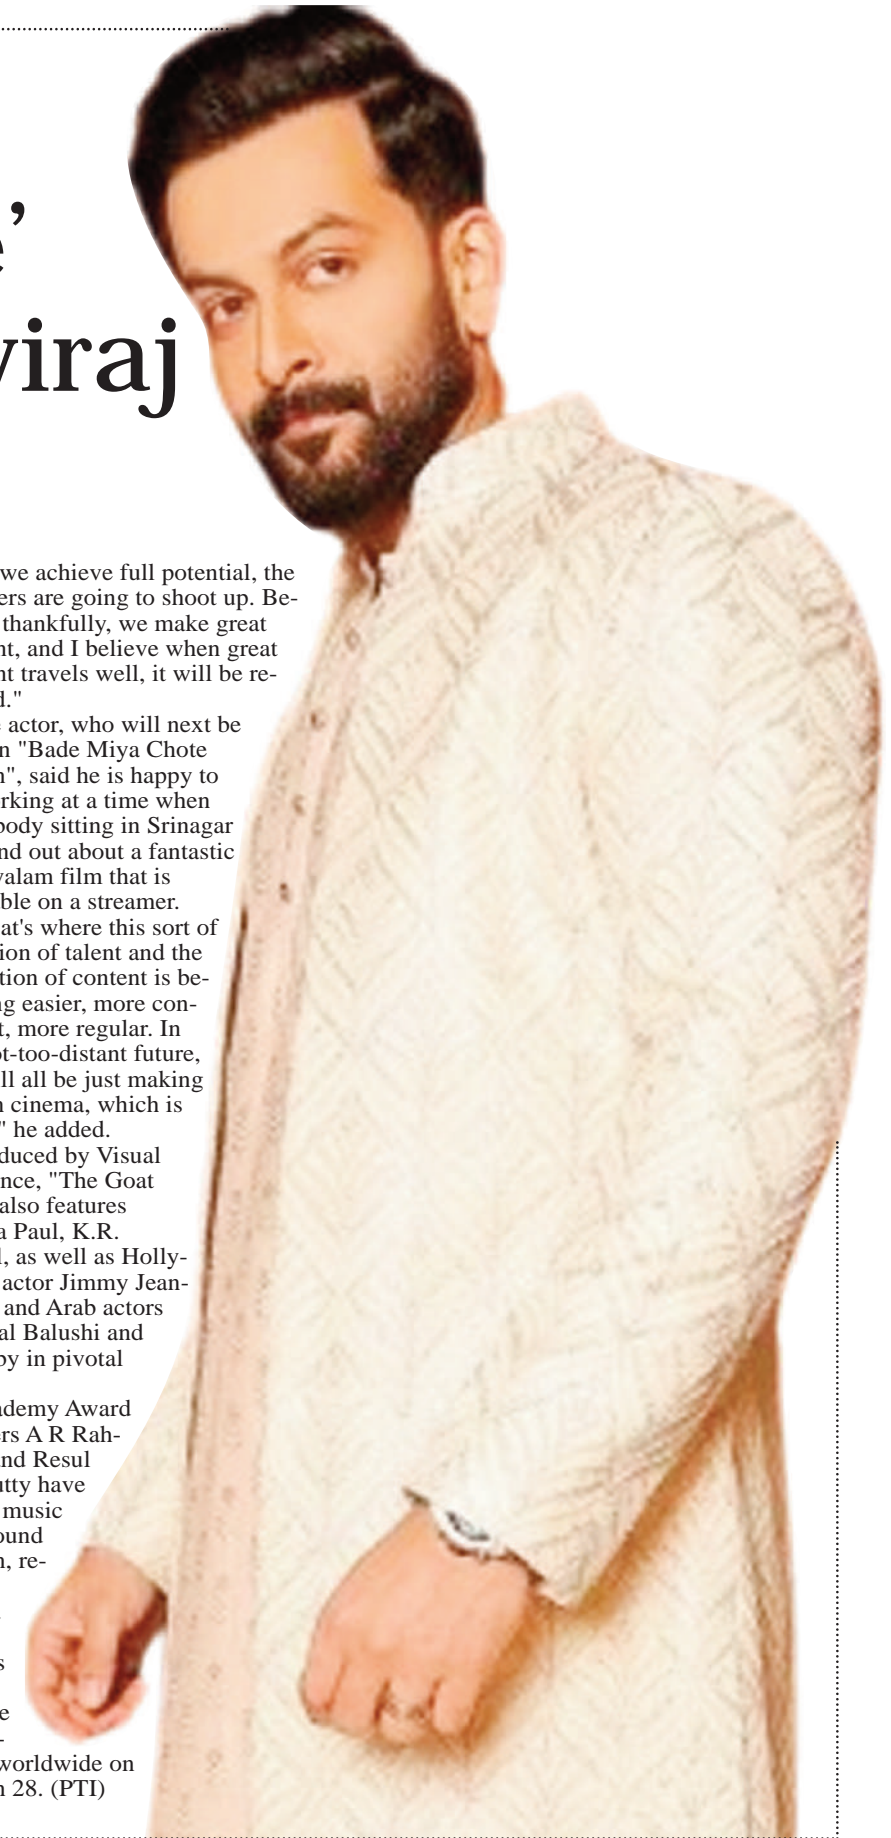 e’
viraj
we achieve full potential, the
ers are going to shoot up. Be-
thankfully, we make great
nt, and I believe when great
nt travels well, it will be re-
d."
actor, who will next be
n "Bade Miya Chote
n", said he is happy to
rking at a time when
body sitting in Srinagar
nd out about a fantastic
yalam film that is
ble on a streamer.
at's where this sort of
ion of talent and the
tion of content is be-
ng easier, more con-
t, more regular. In
ot-too-distant future,
ll all be just making
n cinema, which is
" he added.
duced by Visual
nce, "The Goat
also features
a Paul, K.R.
l, as well as Holly-
actor Jimmy Jean-
and Arab actors
al Balushi and
by in pivotal
ademy Award
ers A R Rah-
and Resul
utty have
music
ound
n, re-
s
e
-
worldwide on
h 28. (PTI)